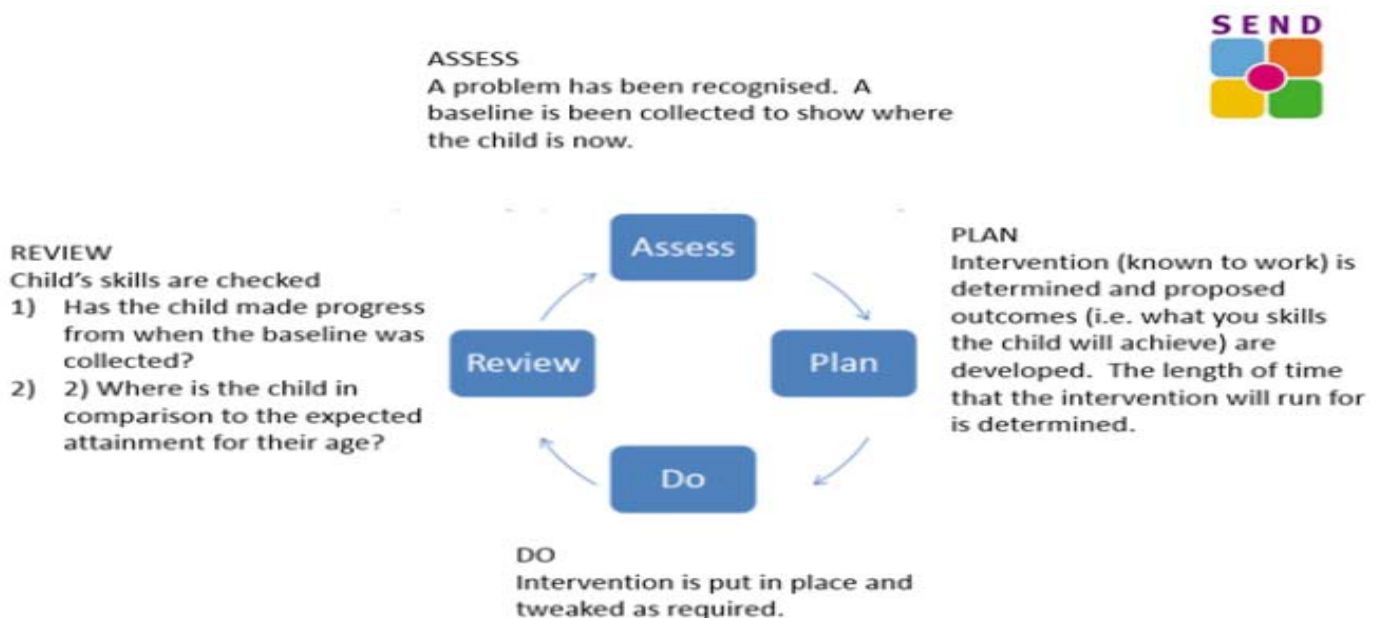 SEND
ASSESS
A problem has been recognised.  A
baseline is been collected to show where
the child is now.
REVIEW
Child's skills are checked
1) Has the child made progress
from when the baseline was
collected?
2) 2) Where is the child in
comparison to the expected
attainment for their age?
Assess
Review
Plan
Do
PLAN
Intervention (known to work) is
determined and proposed
outcomes (i.e. what you skills
the child will achieve) are
developed.  The length of time
that the intervention will run for
is determined.
DO
Intervention is put in place and
tweaked as required.